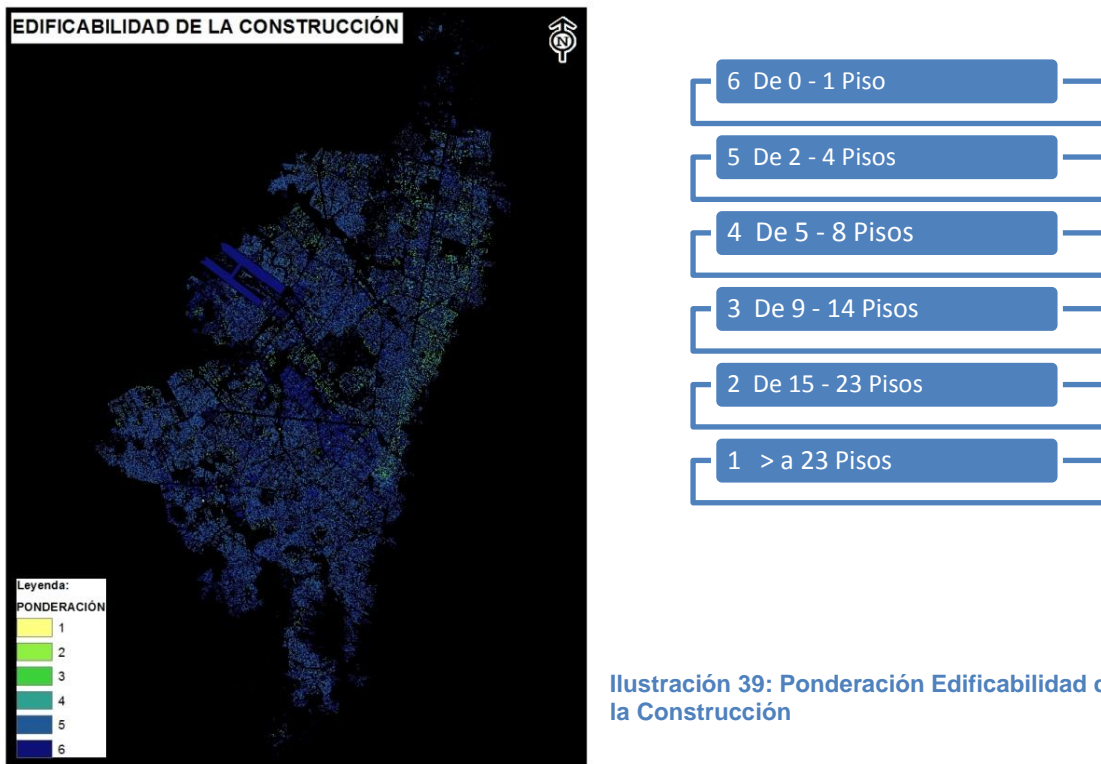 EDIFICABILIDAD DE LA CONSTRUCCIÓN
N
Leyenda:
PONDERACIÓN
1
2
3
4
5
6
6 De 0 - 1 Piso
5 De 2 - 4 Pisos
4 De 5 - 8 Pisos
3 De 9 - 14 Pisos
2 De 15 - 23 Pisos
1 > a 23 Pisos
Ilustración 39: Ponderación Edificabilidad
la Construcción